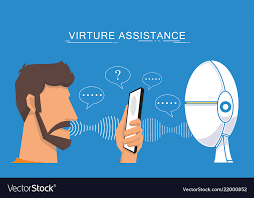 VIRTURE ASSISTANCE
?
VectorStock®
VectorStock.com/22000852